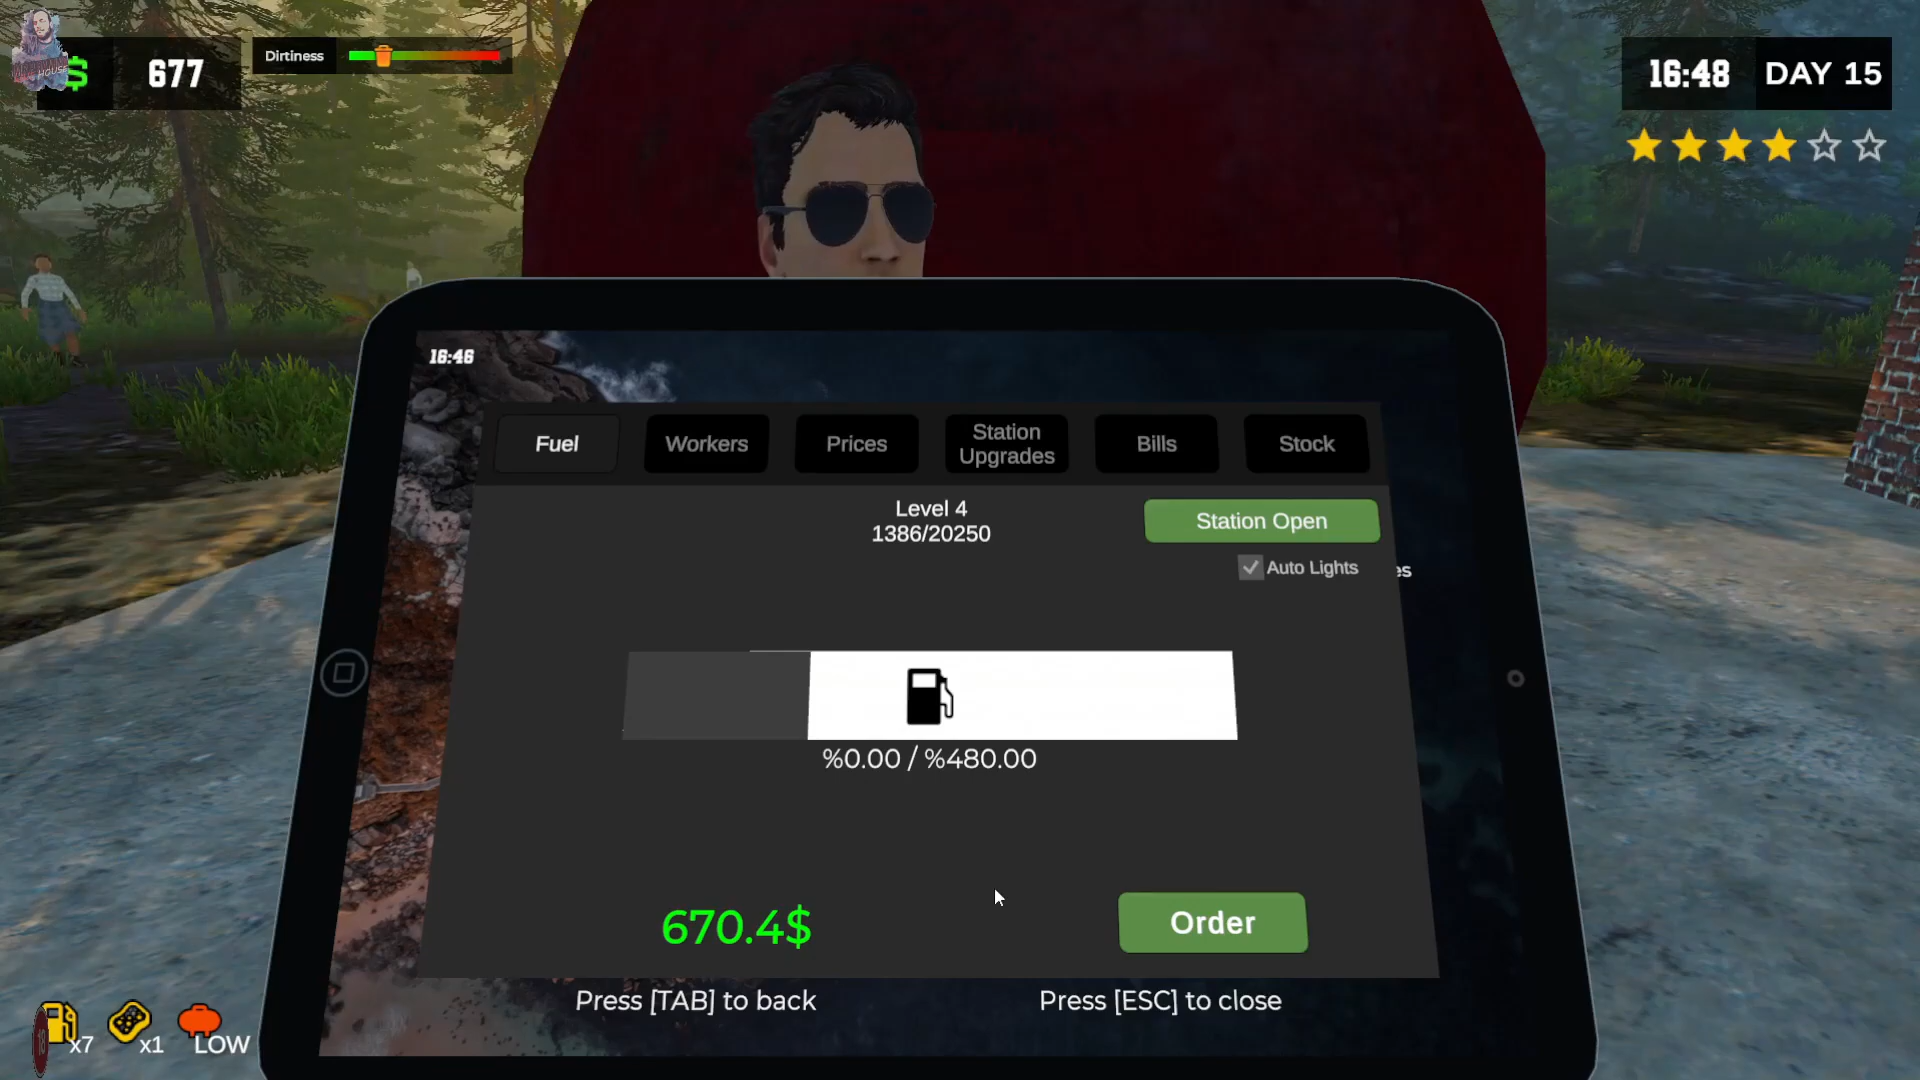 $ 677
Dirtiness
16:48 DAY 15
16:46
Fuel Workers Prices Station Upgrades Bills Stock
Level 4
1386/20250
Station Open
Auto Lights
es
%0.00 / %480.00
670.4$
Order
Press [TAB] to back
Press [ESC] to close
x7 x1 LOW
HOUSE